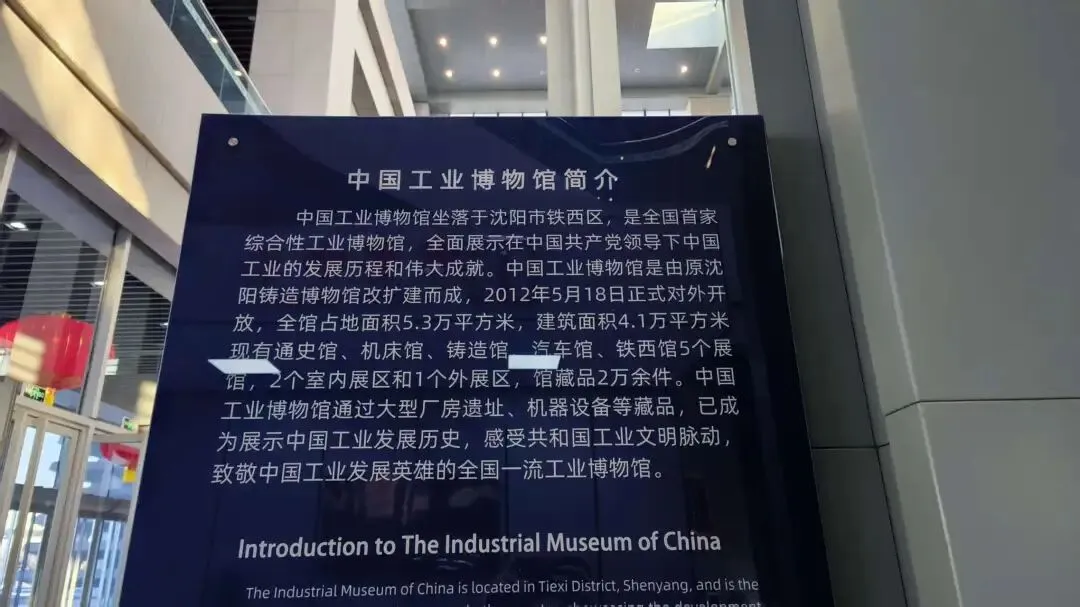 中国工业博物馆简介
中国工业博物馆坐落于沈阳市铁西区，是全国首家
综合性工业博物馆，全面展示在中国共产党领导下中国
工业的发展历程和伟大成就。中国工业博物馆是由原沈
阳铸造博物馆改扩建而成，2012年5月18日正式对外开
放，全馆占地面积5.3万平方米，建筑面积4.1万平方米
现有通史馆、机床馆、铸造馆、汽车馆、铁西馆5个展
馆，2个室内展区和1个外展区，馆藏品2万余件。中国
工业博物馆通过大型厂房遗址、机器设备等藏品，已成
为展示中国工业发展历史，感受共和国工业文明脉动，
致敬中国工业发展英雄的全国一流工业博物馆。
Introduction to The Industrial Museum of China
The Industrial Museum of China is located in Tiexi District, Shenyang, and is the
showcasing the development